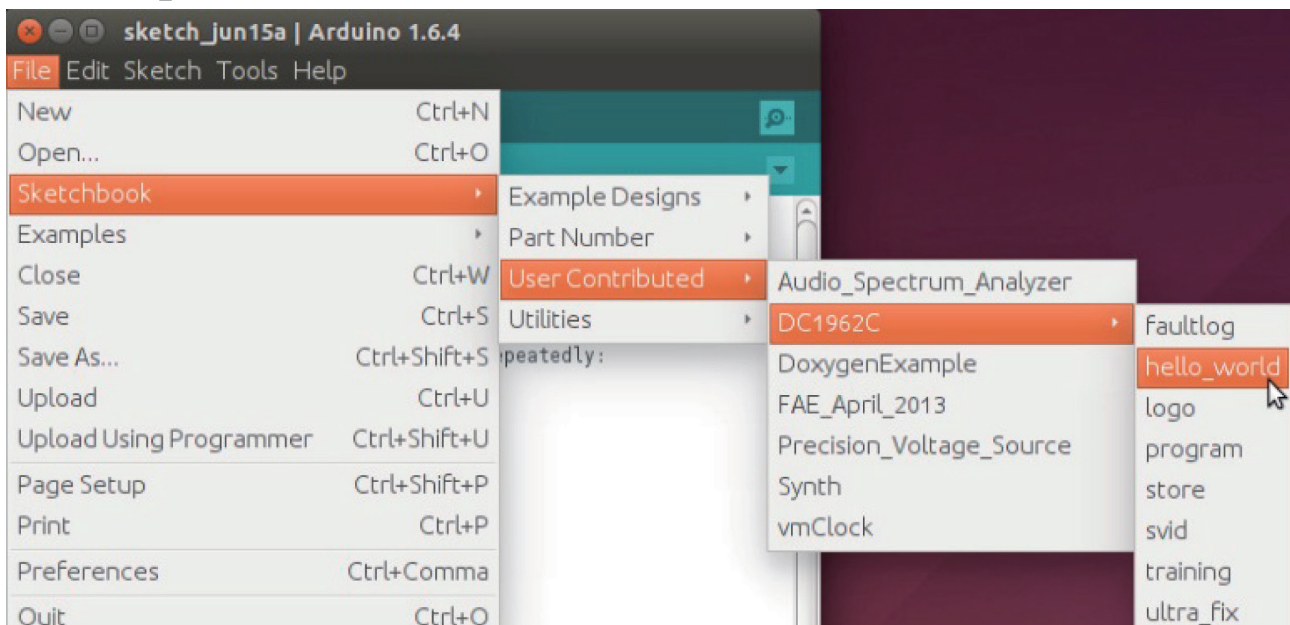 sketch_jun15a | Arduino 1.6.4
File Edit Sketch Tools Help
New Ctrl+N
Open... Ctrl+O
Sketchbook
Examples
Close Ctrl+W
Save Ctrl+S
Save As... Ctrl+Shift+S
Upload Ctrl+U
Upload Using Programmer Ctrl+Shift+U
Page Setup Ctrl+Shift+P
Print Ctrl+P
Preferences Ctrl+Comma
Quit Ctrl+Q
Example Designs
Part Number
User Contributed
Utilities
peatedly:
Audio_Spectrum_Analyzer
DC1962C
DoxygenExample
FAE_April_2013
Precision_Voltage_Source
Synth
vmClock
faultlog
hello_world
logo
program
store
svid
training
ultra_fix